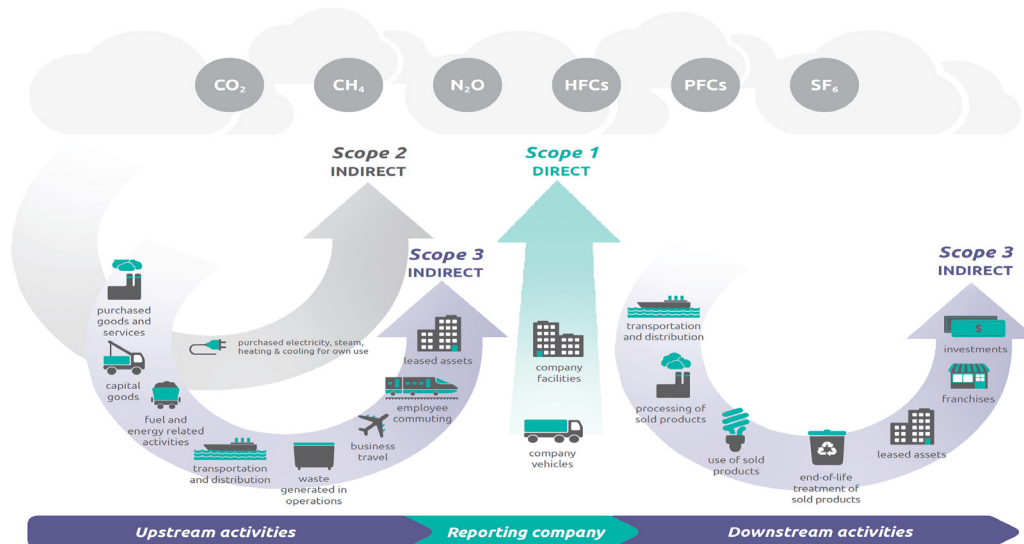 CO₂
CH₄
N₂O
HFCs
PFCs
SF₆
Scope 2
INDIRECT
Scope 1
DIRECT
Scope 3
INDIRECT
Scope 3
INDIRECT
purchased
goods and
services
capital
goods
fuel and
energy related
activities
transportation
and distribution
waste
generated in
operations
business
travel
employee
commuting
leased assets
purchased electricity, steam,
heating & cooling for own use
company
facilities
company
vehicles
transportation
and distribution
processing of
sold products
use of sold
products
end-of-life
treatment of
sold products
leased assets
franchises
$
investments
Upstream activities
Reporting company
Downstream activities